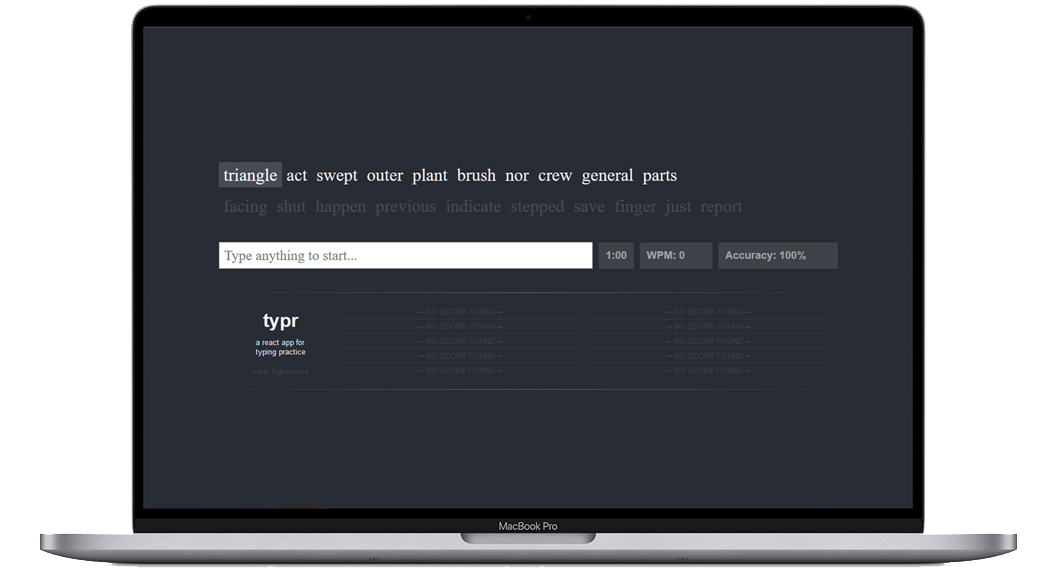 triangle act swept outer plant brush nor crew general parts
facing shut happen previous indicate stepped save finger just report
Type anything to start... 1:00 WPM: 0 Accuracy: 100%
typr
a react app for
typing practice
clear highscores
— NO SCORE FOUND —
— NO SCORE FOUND —
— NO SCORE FOUND —
— NO SCORE FOUND —
— NO SCORE FOUND —
— NO SCORE FOUND —
— NO SCORE FOUND —
— NO SCORE FOUND —
— NO SCORE FOUND —
— NO SCORE FOUND —
MacBook Pro